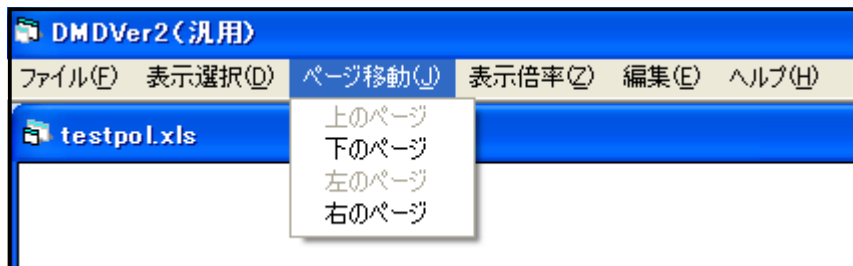 DMDVer2(汎用)
ファイル(F) 表示選択(D) ページ移動(J) 表示倍率(Z) 編集(E) ヘルプ(H)
testpol.xls
上のページ
下のページ
左のページ
右のページ